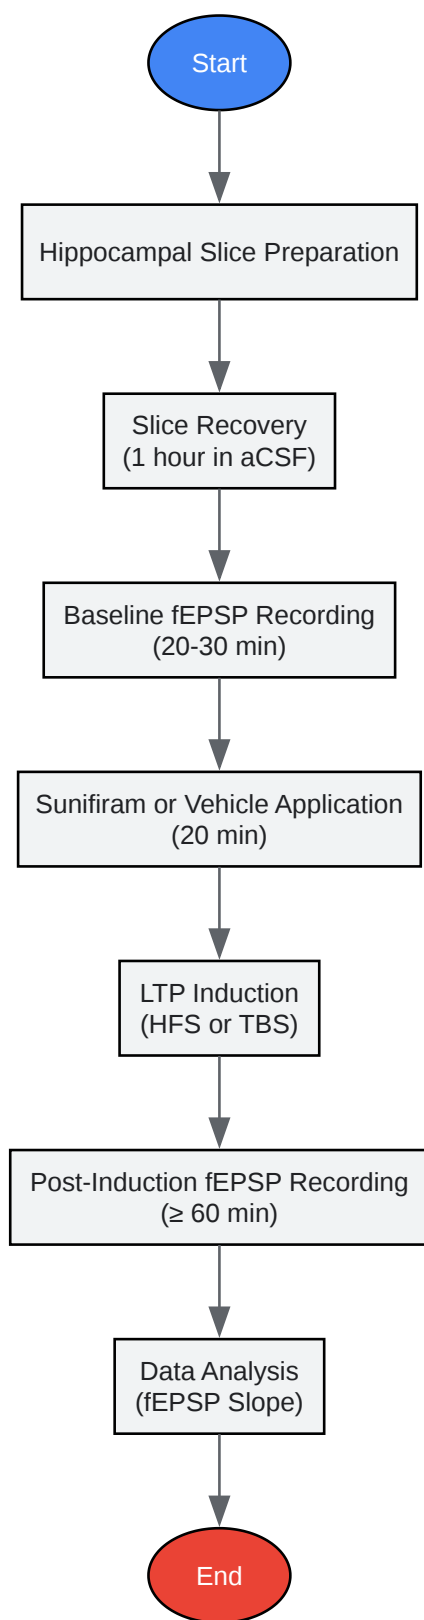 Start
Hippocampal Slice Preparation
Slice Recovery
(1 hour in aCSF)
Baseline fEPSP Recording
(20-30 min)
Sunifiram or Vehicle Application
(20 min)
LTP Induction
(HFS or TBS)
Post-Induction fEPSP Recording
(≥ 60 min)
Data Analysis
(fEPSP Slope)
End